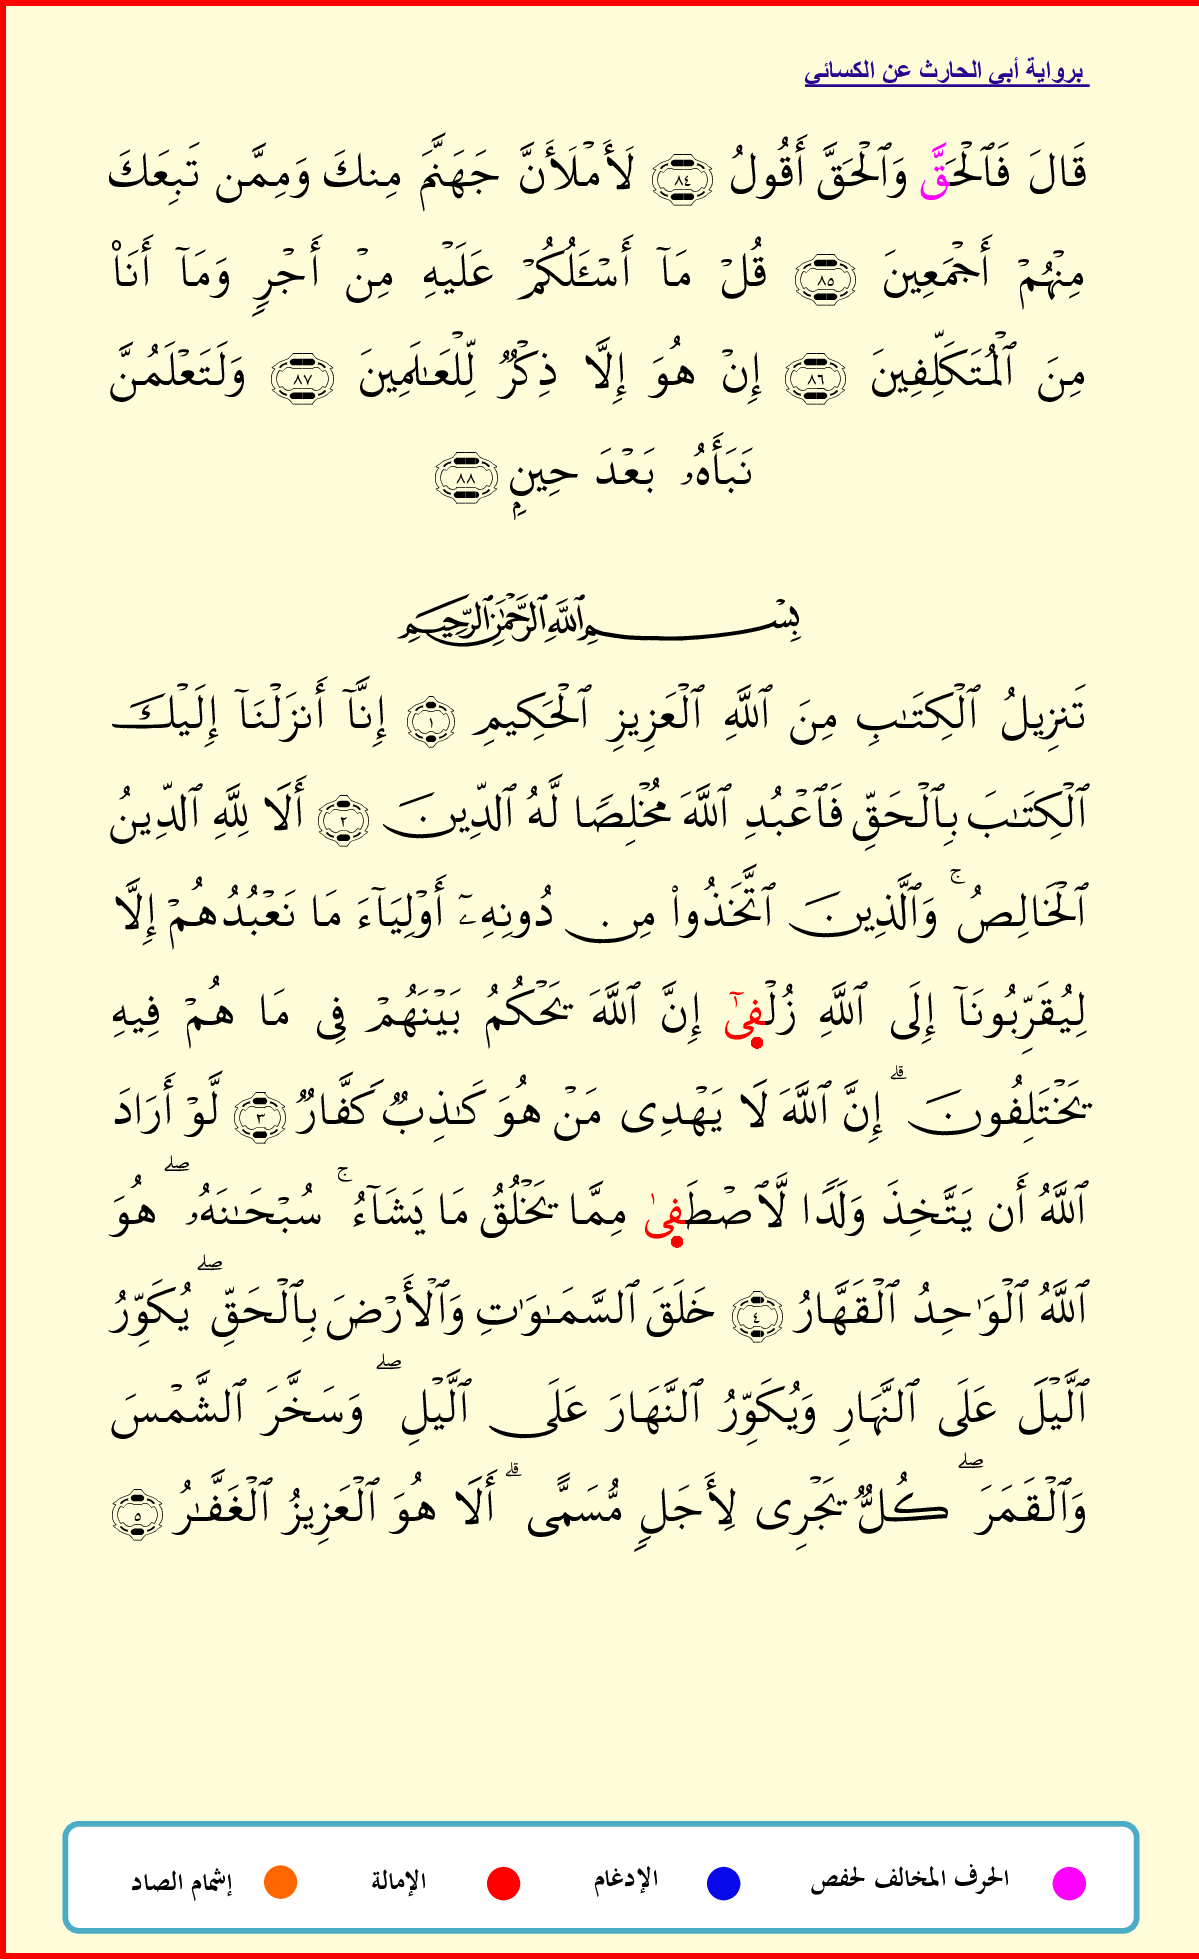 برواية أبي الحارث عن الكسائي
قَالَ فَٱلْحَقَّ وَٱلْحَقَّ أَقُولُ ٨٤ لَأَمْلَأَنَّ جَهَنَّمَ مِنكَ وَمِمَّن تَبِعَكَ
مِنْهُمْ أَجْمَعِينَ ٨٥ قُلْ مَآ أَسْـَٔلُكُمْ عَلَيْهِ مِنْ أَجْرٍ وَمَآ أَنَا۠
مِنَ ٱلْمُتَكَلِّفِينَ ٨٦ إِنْ هُوَ إِلَّا ذِكْرٌ لِّلْعَـٰلَمِينَ ٨٧ وَلَتَعْلَمُنَّ
نَبَأَهُۥ بَعْدَ حِينٍۭ ٨٨
بِسْمِ ٱللَّهِ ٱلرَّحْمَـٰنِ ٱلرَّحِيمِ
تَنزِيلُ ٱلْكِتَـٰبِ مِنَ ٱللَّهِ ٱلْعَزِيزِ ٱلْحَكِيمِ ١ إِنَّآ أَنزَلْنَآ إِلَيْكَ
ٱلْكِتَـٰبَ بِٱلْحَقِّ فَٱعْبُدِ ٱللَّهَ مُخْلِصًا لَّهُ ٱلدِّينَ ٢ أَلَا لِلَّهِ ٱلدِّينُ
ٱلْخَالِصُ ۚ وَٱلَّذِينَ ٱتَّخَذُوا۟ مِن دُونِهِۦٓ أَوْلِيَآءَ مَا نَعْبُدُهُمْ إِلَّا
لِيُقَرِّبُونَآ إِلَى ٱللَّهِ زُلْفِىٰٓ إِنَّ ٱللَّهَ يَحْكُمُ بَيْنَهُمْ فِى مَا هُمْ فِيهِ
يَخْتَلِفُونَ ۗ إِنَّ ٱللَّهَ لَا يَهْدِى مَنْ هُوَ كَـٰذِبٌ كَفَّارٌ ٣ لَّوْ أَرَادَ
ٱللَّهُ أَن يَتَّخِذَ وَلَدًا لَّٱصْطَفِىٰ مِمَّا يَخْلُقُ مَا يَشَآءُ ۚ سُبْحَـٰنَهُۥ ۖ هُوَ
ٱللَّهُ ٱلْوَٰحِدُ ٱلْقَهَّارُ ٤ خَلَقَ ٱلسَّمَـٰوَٰتِ وَٱلْأَرْضَ بِٱلْحَقِّ ۖ يُكَوِّرُ
ٱلَّيْلَ عَلَى ٱلنَّهَارِ وَيُكَوِّرُ ٱلنَّهَارَ عَلَى ٱلَّيْلِ ۖ وَسَخَّرَ ٱلشَّمْسَ
وَٱلْقَمَرَ ۖ كُلٌّ يَجْرِى لِأَجَلٍ مُّسَمًّى ۗ أَلَا هُوَ ٱلْعَزِيزُ ٱلْغَفَّـٰرُ ٥
الحرف المخالف لحفص الإدغام الإمالة إشمام الصاد